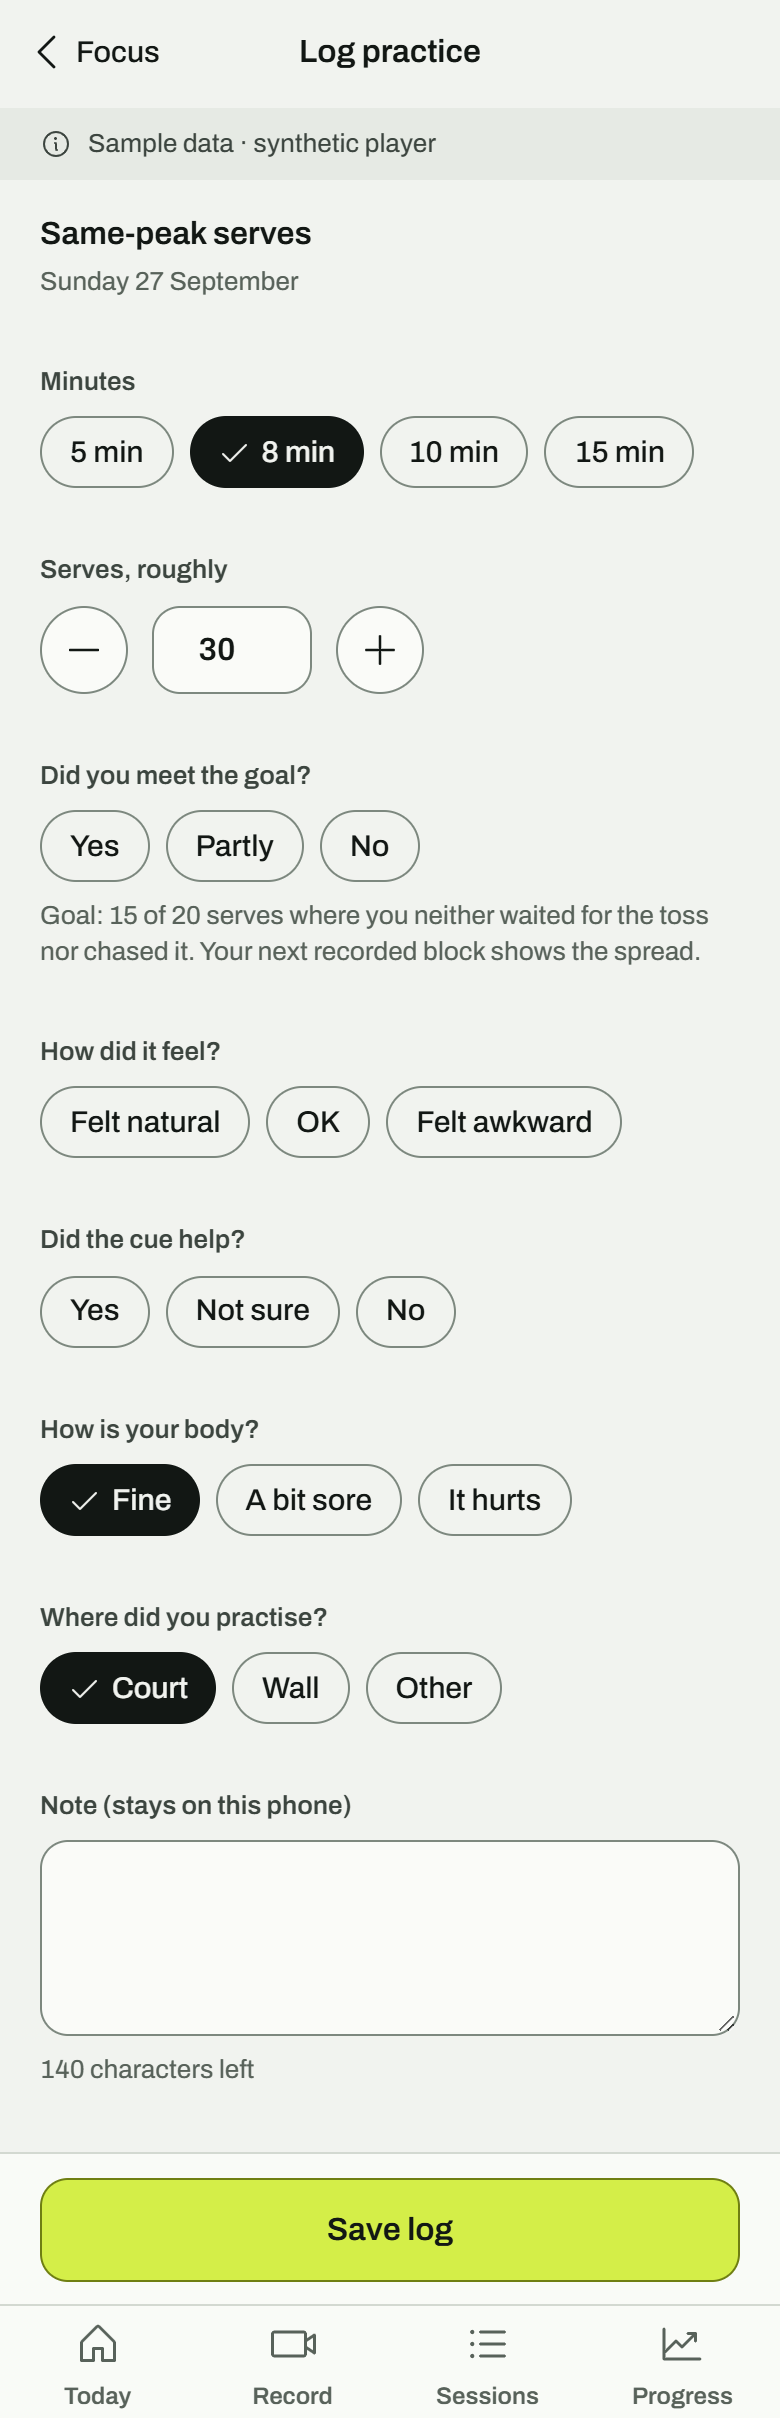 Focus
Log practice
Sample data · synthetic player
Same-peak serves
Sunday 27 September
Minutes
5 min
8 min
10 min
15 min
Serves, roughly
30
Did you meet the goal?
Yes
Partly
No
Goal: 15 of 20 serves where you neither waited for the toss
nor chased it. Your next recorded block shows the spread.
How did it feel?
Felt natural
OK
Felt awkward
Did the cue help?
Yes
Not sure
No
How is your body?
Fine
A bit sore
It hurts
Where did you practise?
Court
Wall
Other
Note (stays on this phone)
140 characters left
Save log
Today
Record
Sessions
Progress